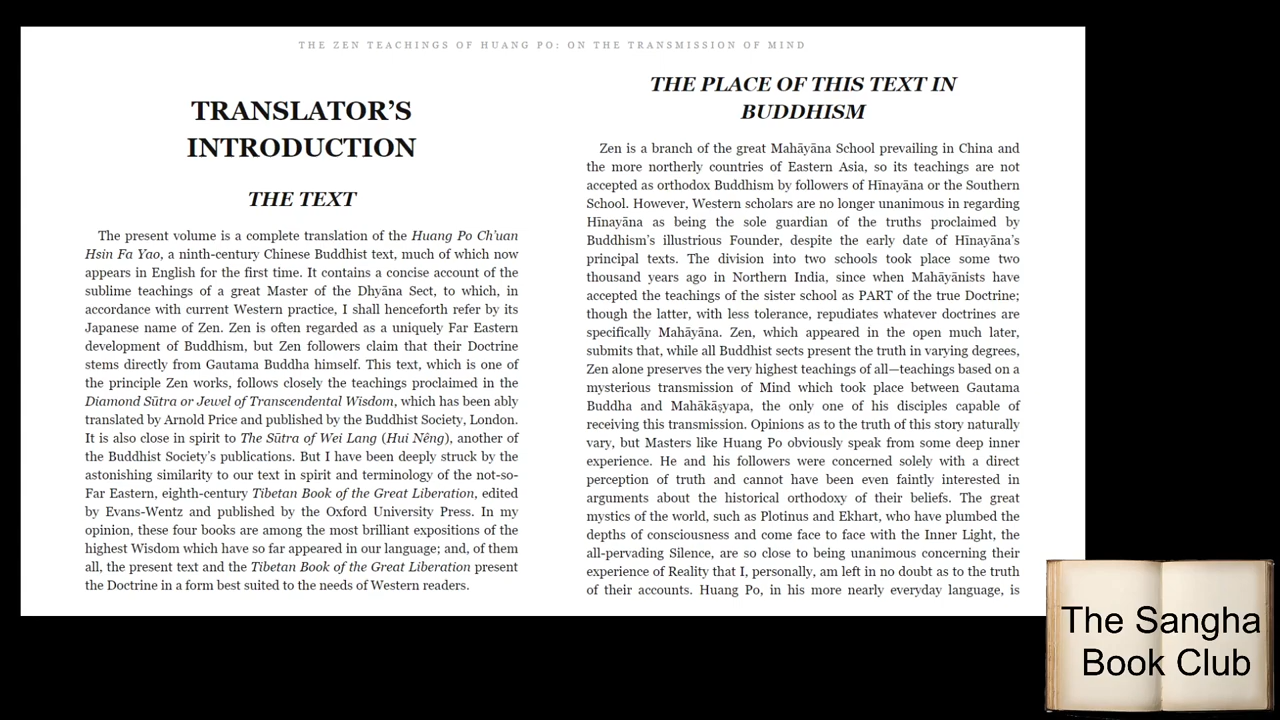 THE ZEN TEACHINGS OF HUANG PO: ON THE TRANSMISSION OF MIND
TRANSLATOR’S
INTRODUCTION
THE TEXT
The present volume is a complete translation of the Huang Po Ch’uan
Hsin Fa Yao, a ninth-century Chinese Buddhist text, much of which now
appears in English for the first time. It contains a concise account of the
sublime teachings of a great Master of the Dhyāna Sect, to which, in
accordance with current Western practice, I shall henceforth refer by its
Japanese name of Zen. Zen is often regarded as a uniquely Far Eastern
development of Buddhism, but Zen followers claim that their Doctrine
stems directly from Gautama Buddha himself. This text, which is one of
the principle Zen works, follows closely the teachings proclaimed in the
Diamond Sūtra or Jewel of Transcendental Wisdom, which has been ably
translated by Arnold Price and published by the Buddhist Society, London.
It is also close in spirit to The Sūtra of Wei Lang (Hui Nêng), another of
the Buddhist Society’s publications. But I have been deeply struck by the
astonishing similarity to our text in spirit and terminology of the not-so-
Far Eastern, eighth-century Tibetan Book of the Great Liberation, edited
by Evans-Wentz and published by the Oxford University Press. In my
opinion, these four books are among the most brilliant expositions of the
highest Wisdom which have so far appeared in our language; and, of them
all, the present text and the Tibetan Book of the Great Liberation present
the Doctrine in a form best suited to the needs of Western readers.
THE PLACE OF THIS TEXT IN
BUDDHISM
Zen is a branch of the great Mahāyāna School prevailing in China and
the more northerly countries of Eastern Asia, so its teachings are not
accepted as orthodox Buddhism by followers of Hīnayāna or the Southern
School. However, Western scholars are no longer unanimous in regarding
Hīnayāna as being the sole guardian of the truths proclaimed by
Buddhism’s illustrious Founder, despite the early date of Hīnayāna’s
principal texts. The division into two schools took place some two
thousand years ago in Northern India, since when Mahāyānists have
accepted the teachings of the sister school as PART of the true Doctrine;
though the latter, with less tolerance, repudiates whatever doctrines are
specifically Mahāyāna. Zen, which appeared in the open much later,
submits that, while all Buddhist sects present the truth in varying degrees,
Zen alone preserves the very highest teachings of all—teachings based on a
mysterious transmission of Mind which took place between Gautama
Buddha and Mahākāşyapa, the only one of his disciples capable of
receiving this transmission. Opinions as to the truth of this story naturally
vary, but Masters like Huang Po obviously speak from some deep inner
experience. He and his followers were concerned solely with a direct
perception of truth and cannot have been even faintly interested in
arguments about the historical orthodoxy of their beliefs. The great
mystics of the world, such as Plotinus and Ekhart, who have plumbed the
depths of consciousness and come face to face with the Inner Light, the
all-pervading Silence, are so close to being unanimous concerning their
experience of Reality that I, personally, am left in no doubt as to the truth
of their accounts. Huang Po, in his more nearly everyday language, is
The Sangha
Book Club